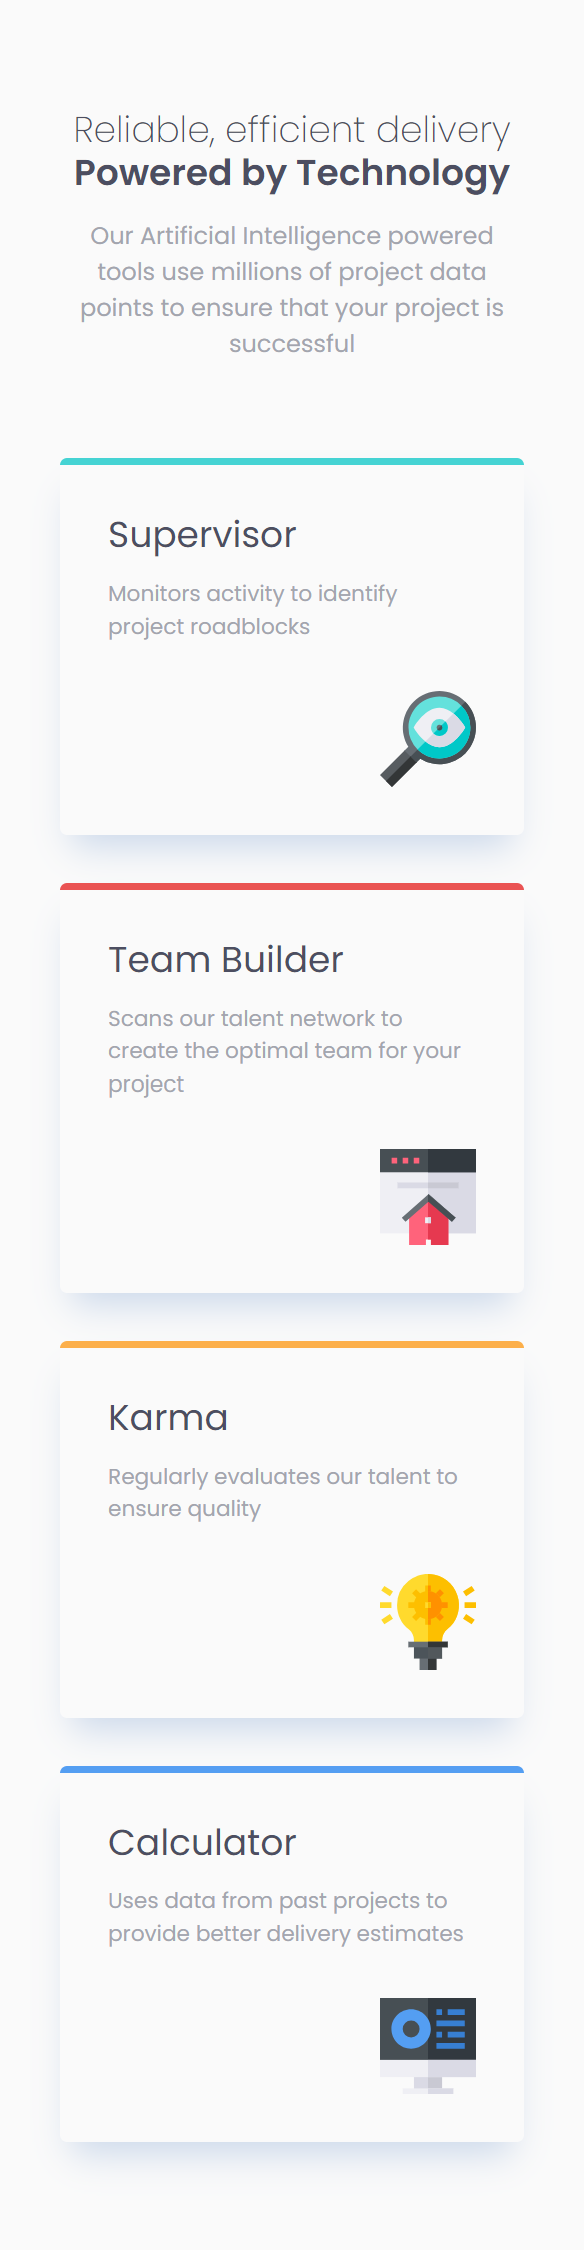 Reliable, efficient delivery
Powered by Technology
Our Artificial Intelligence powered
tools use millions of project data
points to ensure that your project is
successful
Supervisor
Monitors activity to identify
project roadblocks
Team Builder
Scans our talent network to
create the optimal team for your
project
Karma
Regularly evaluates our talent to
ensure quality
Calculator
Uses data from past projects to
provide better delivery estimates